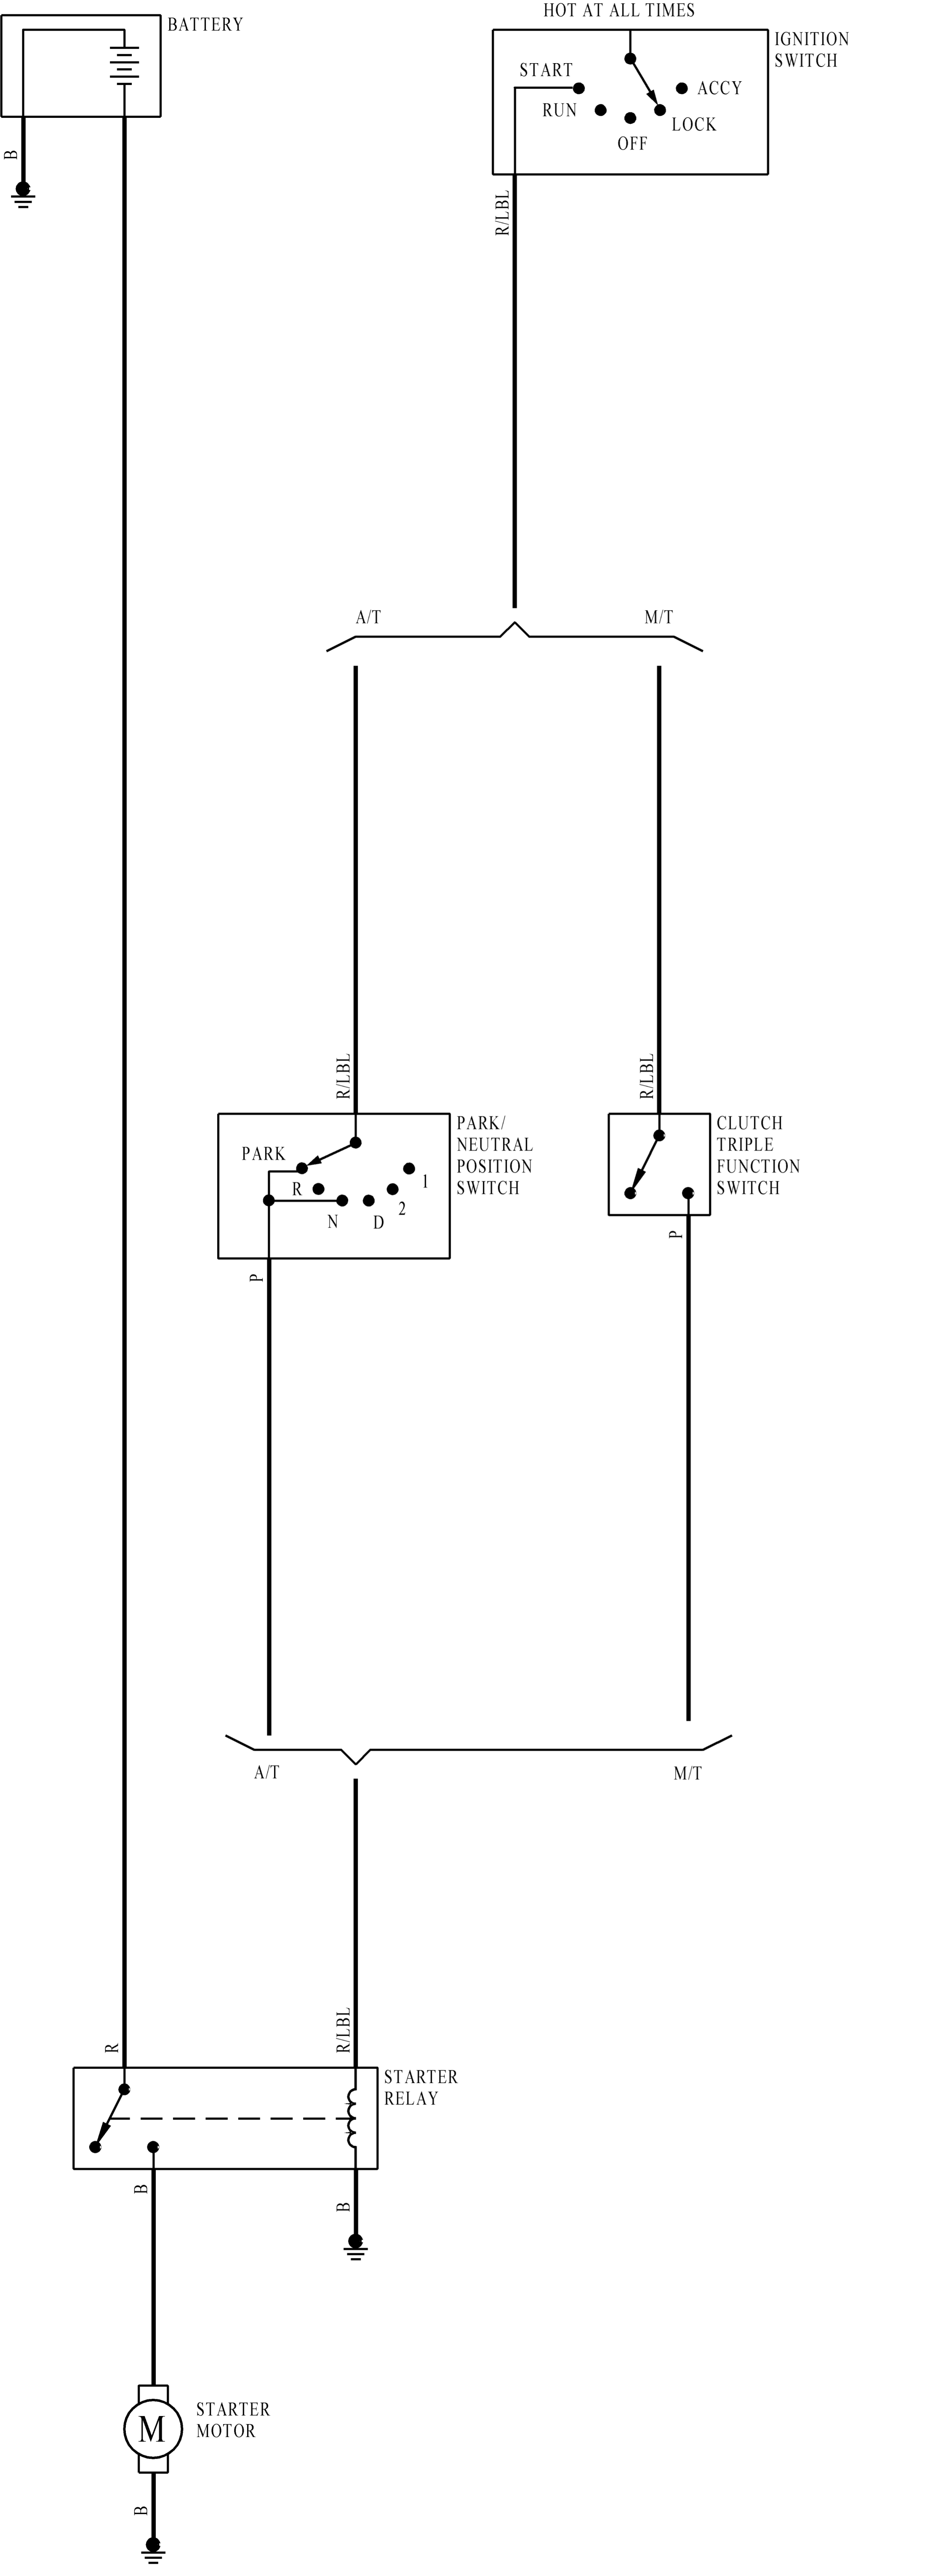 HOT AT ALL TIMES
BATTERY
IGNITION
SWITCH
START
ACCY
RUN
LOCK
OFF
B
R/LBL
A/T
M/T
R/LBL
R/LBL
PARK/
NEUTRAL
POSITION
SWITCH
CLUTCH
TRIPLE
FUNCTION
SWITCH
PARK
R
N
D
2
1
P
P
A/T
M/T
R
R/LBL
STARTER
RELAY
B
B
STARTER
MOTOR
M
B